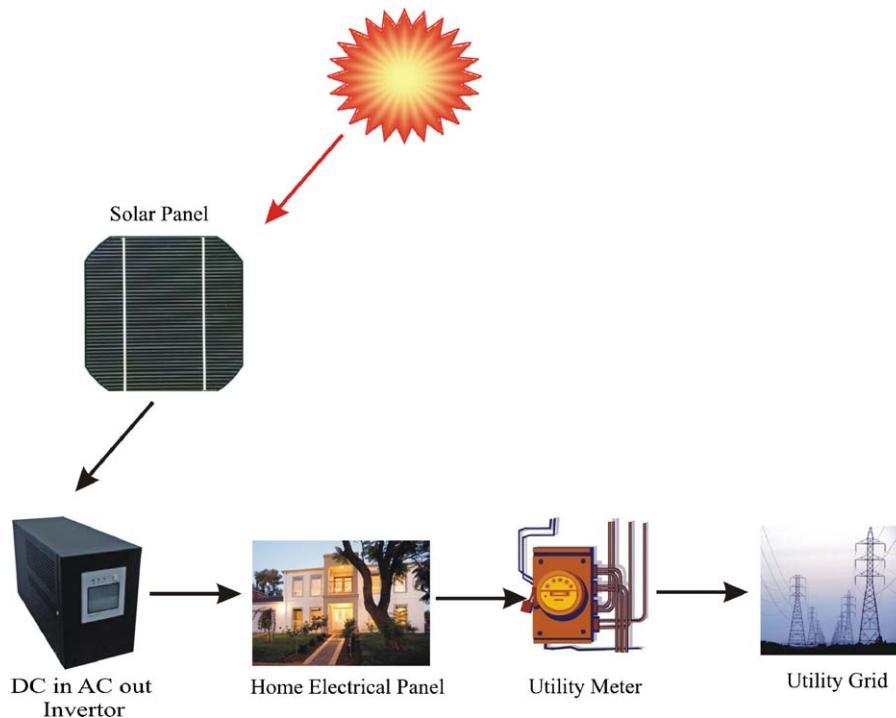 Solar Panel
DC in AC out
Invertor
Home Electrical Panel
Utility Meter
Utility Grid